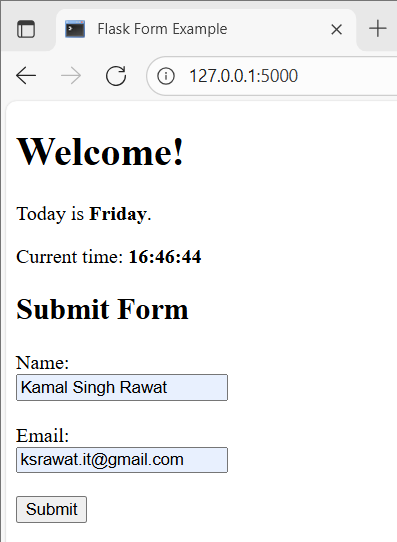 Flask Form Example
127.0.0.1:5000
Welcome!
Today is Friday.
Current time: 16:46:44
Submit Form
Name:
Kamal Singh Rawat
Email:
ksrawat.it@gmail.com
Submit